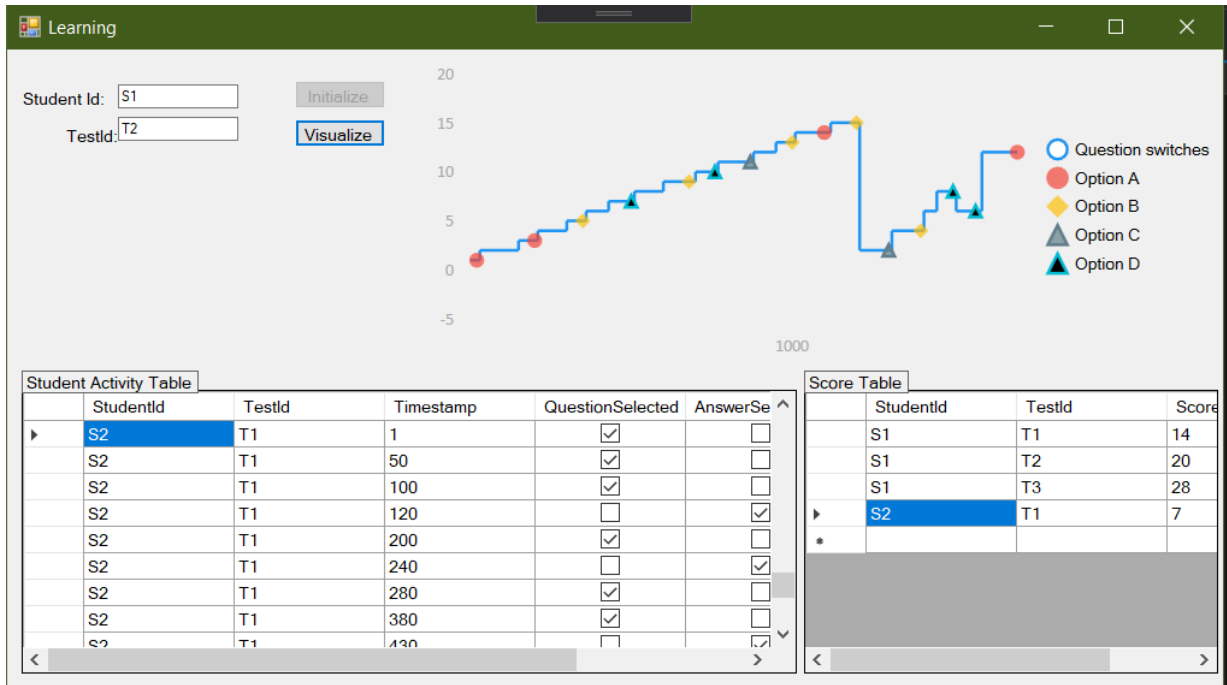 Learning
Student Id: S1
Initialize
TestId: T2
Visualize
20
15
10
5
0
-5
1000
Question switches
Option A
Option B
Option C
Option D
Student Activity Table
StudentId TestId Timestamp QuestionSelected AnswerSe
S2 T1 1
S2 T1 50
S2 T1 100
S2 T1 120
S2 T1 200
S2 T1 240
S2 T1 280
S2 T1 380
S2 T1 430
Score Table
StudentId TestId Score
S1 T1 14
S1 T2 20
S1 T3 28
S2 T1 7